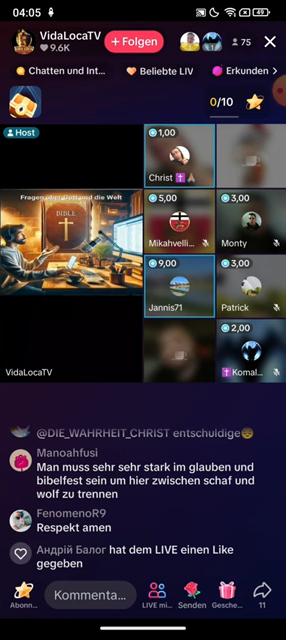 04:05
49
VidaLocaTV
9.6K
+ Folgen
75
Chatten und Int...
Beliebte LIV
Erkunden
0/10
Host
1,00
Christ
Fragen über Gott und die Welt
BIBLE
5,00
Mikahvelli...
3,00
Monty
9,00
Jannis71
3,00
Patrick
2,00
Komal...
VidaLocaTV
@DIE_WAHRHEIT_CHRIST entschuldige
Manoahfusi
Man muss sehr sehr stark im glauben und
bibelfest sein um hier zwischen schaf und
wolf zu trennen
FenomenoR9
Respekt amen
Андрій Балог hat dem LIVE einen Like
gegeben
Abonn...
Kommenta...
LIVE mi...
Senden
Gesche...
11